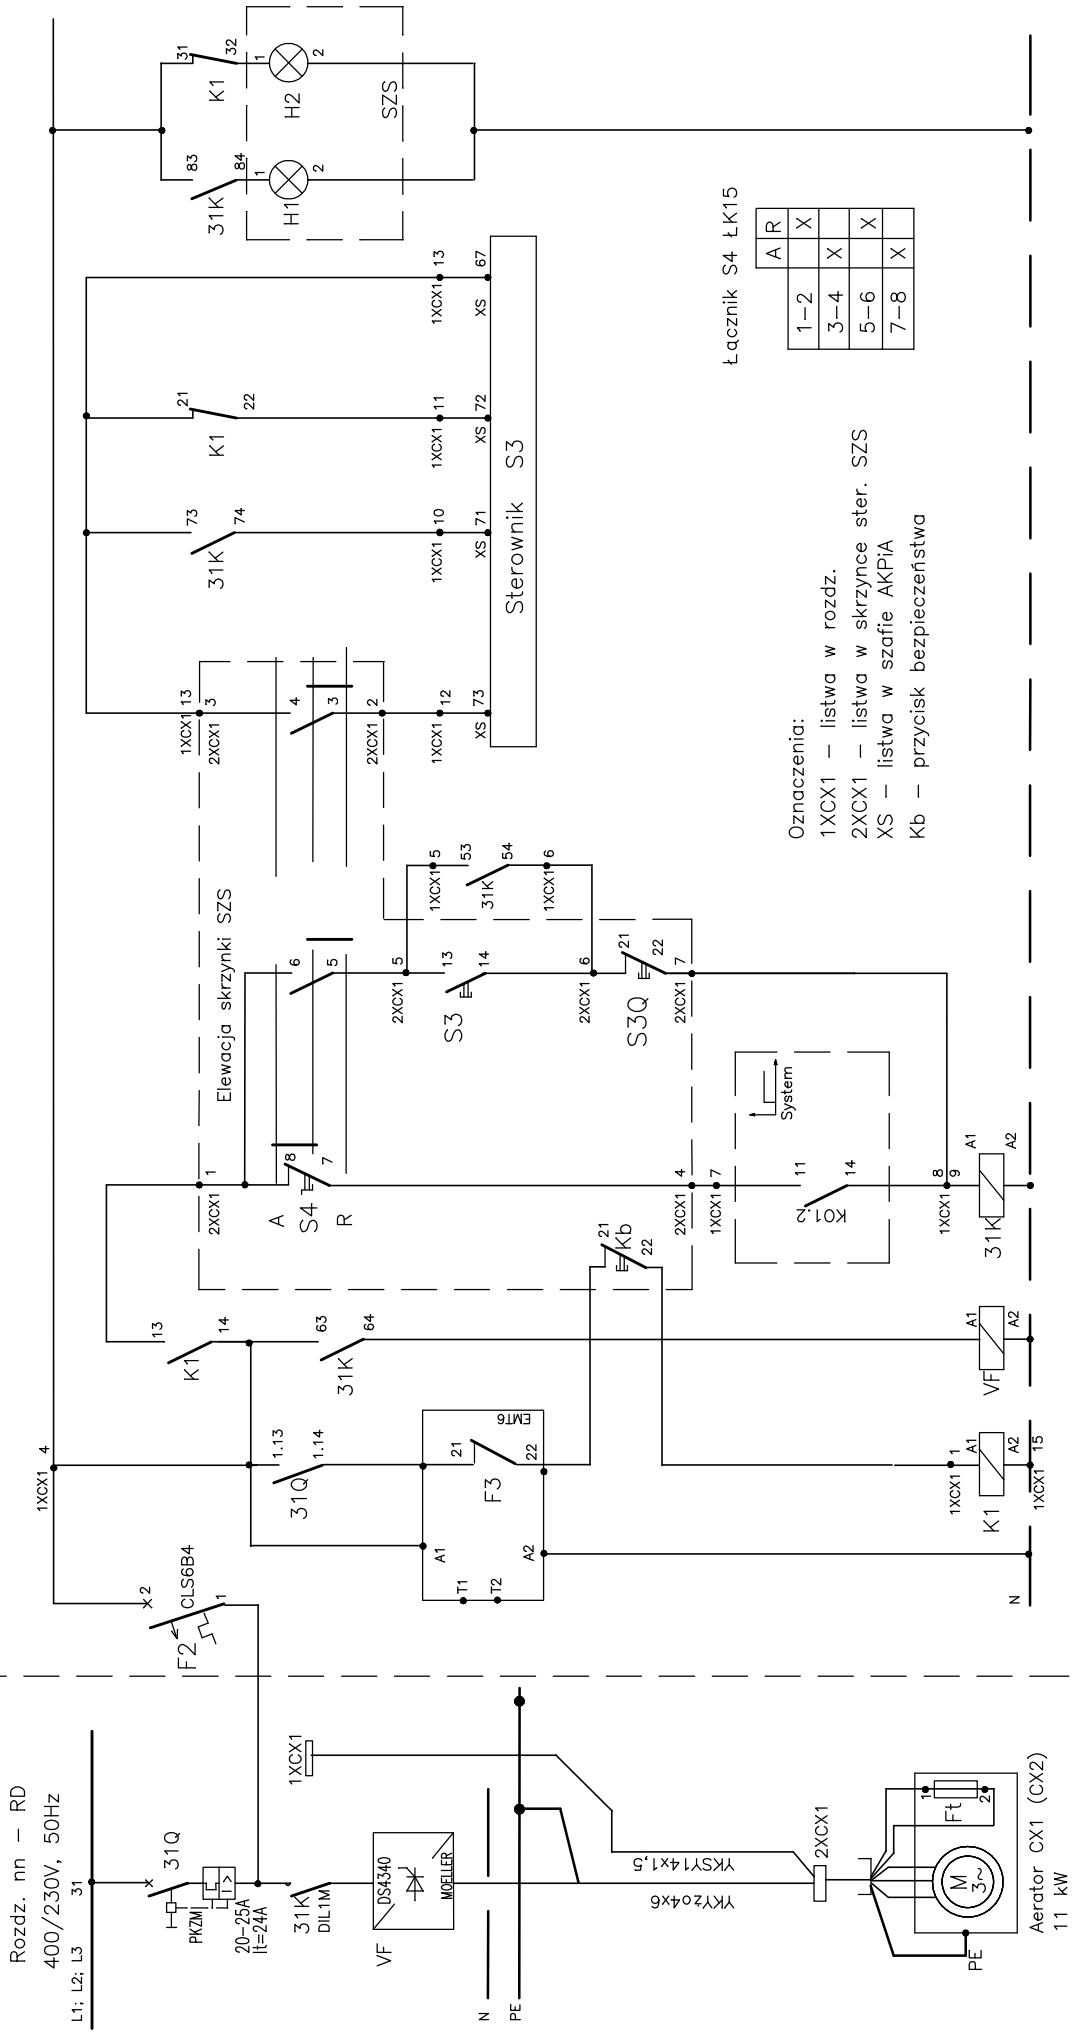 Rozdz. nn – RD
400/230V, 50Hz
L1; L2; L3
31
31Q
PKZM
20-25A
It=24A
31K
DIL1M
DS4340
MOELLER
VF
N
PE
1XCX1
YKSY14x1,5
YKYżo4x6
2XCX1
1
Ft
2
M
3~
PE
Aerator CX1 (CX2)
11 kW
2
CLS6B4
F2
1
1XCX1
4
1.13
31Q
1.14
21
F3
22
EMT6
A1
A2
T1
T2
N
13
K1
14
63
31K
64
21
Kb
22
1XCX1
1
A1
K1
A2
1XCX1
15
A1
VF
A2
Elewacja skrzynki SZS
2XCX1
1
A
S4
R
8
7
2XCX1
4
1XCX1
7
System
11
K01.2
14
1XCX1
8
9
A1
31K
A2
6
5
2XCX1
5
13
S3
14
2XCX1
6
21
S3Q
22
2XCX1
7
1XCX1
5
53
31K
54
1XCX1
6
1XCX1
13
2XCX1
3
4
3
2XCX1
2
1XCX1
12
XS
73
73
31K
74
1XCX1
10
XS
71
21
K1
22
1XCX1
11
XS
72
1XCX1
13
XS
67
Sterownik S3
83
31K
84
1
H1
2
31
K1
32
1
H2
2
SZS
Oznaczenia:
1XCX1 – listwa w rozdz.
2XCX1 – listwa w skrzynce ster. SZS
XS – listwa w szafie AKPiA
Kb – przycisk bezpieczeństwa
Łącznik S4 ŁK15
A R
1-2 X
3-4 X
5-6 X
7-8 X